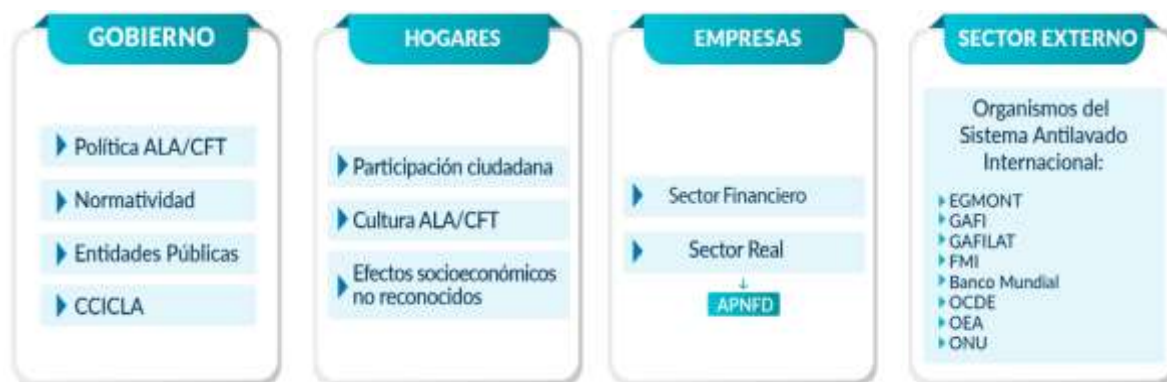 GOBIERNO
Política ALA/CFT
Normatividad
Entidades Públicas
CCICLA
HOGARES
Participación ciudadana
Cultura ALA/CFT
Efectos socioeconómicos
no reconocidos
EMPRESAS
Sector Financiero
Sector Real
↓
APNFD
SECTOR EXTERNO
Organismos del
Sistema Antilavado
Internacional:
EGMONT
GAFI
GAFILAT
FMI
Banco Mundial
OCDE
OEA
ONU